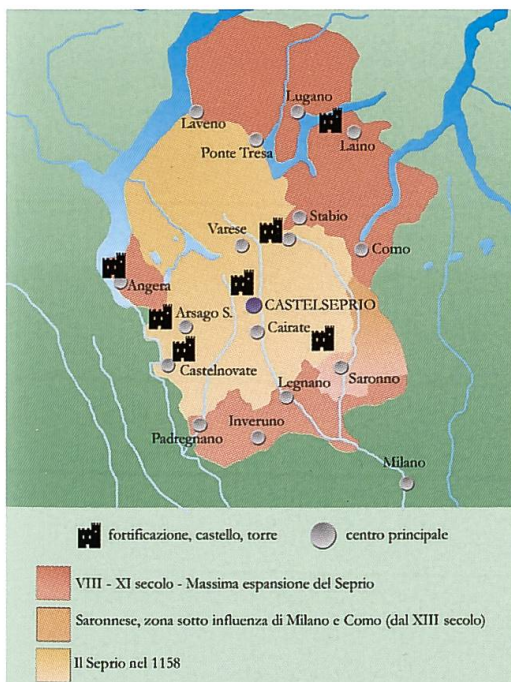 Lugano
Laveno
Laino
Ponte Tresa
Stabio
Varese
Como
Angera
CASTELSEPRIO
Arsago S.
Cairate
Castelnovate
Saronno
Legnano
Padregnano
Inveruno
Milano
fortificazione, castello, torre
centro principale
VIII - XI secolo - Massima espansione del Seprio
Saronnese, zona sotto influenza di Milano e Como (dal XIII secolo)
Il Seprio nel 1158